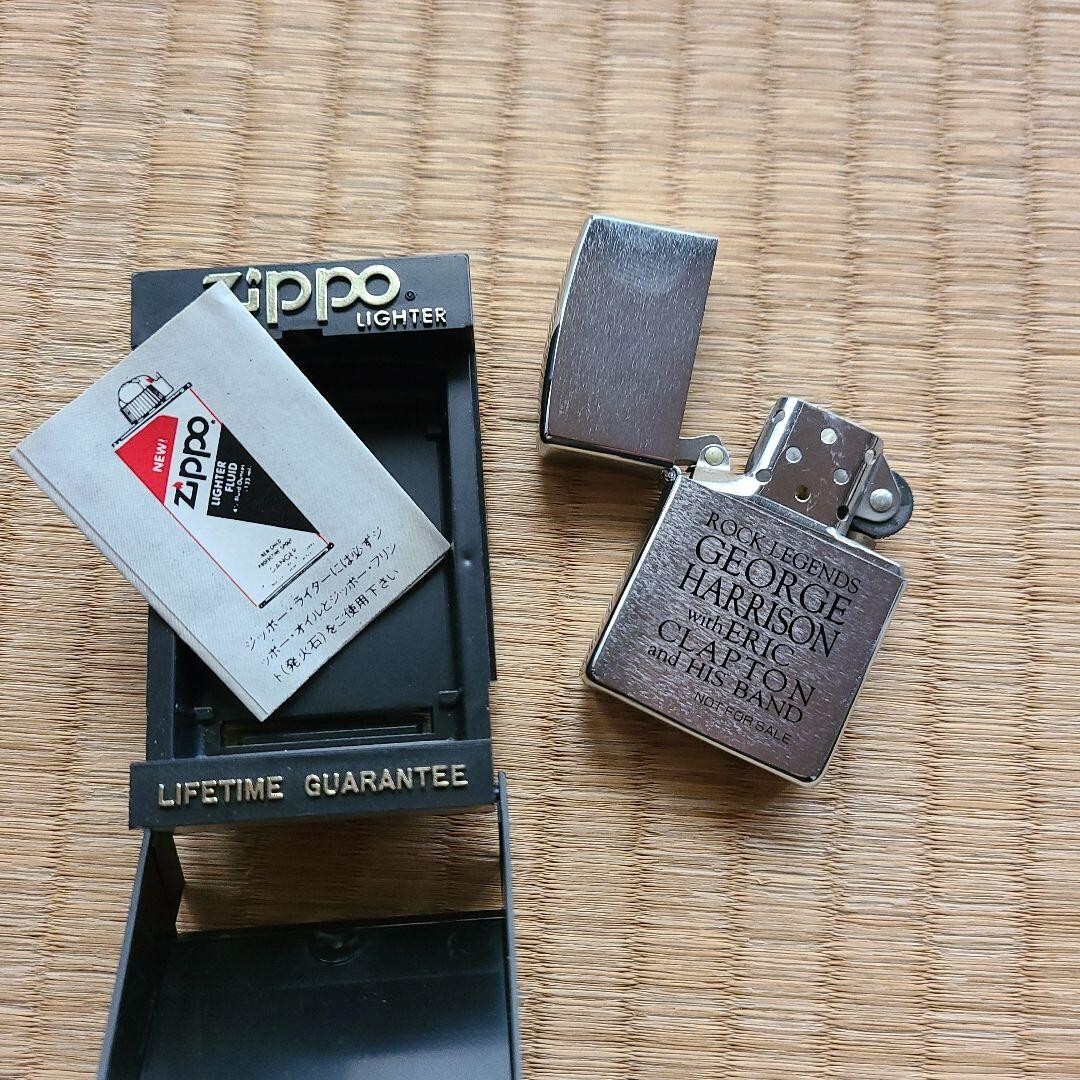 Zippo
LIGHTER
NEW!
Zippo
LIGHTER
FLUID
DANGER
ジッポー・ライターには必ずジ
ッポー・オイルとジッポー・フリン
ト(発火石)をご使用下さい
LIFETIME GUARANTEE
ROCK LEGENDS
GEORGE
HARRISON
with ERIC
CLAPTON
and HIS BAND
NOT FOR SALE